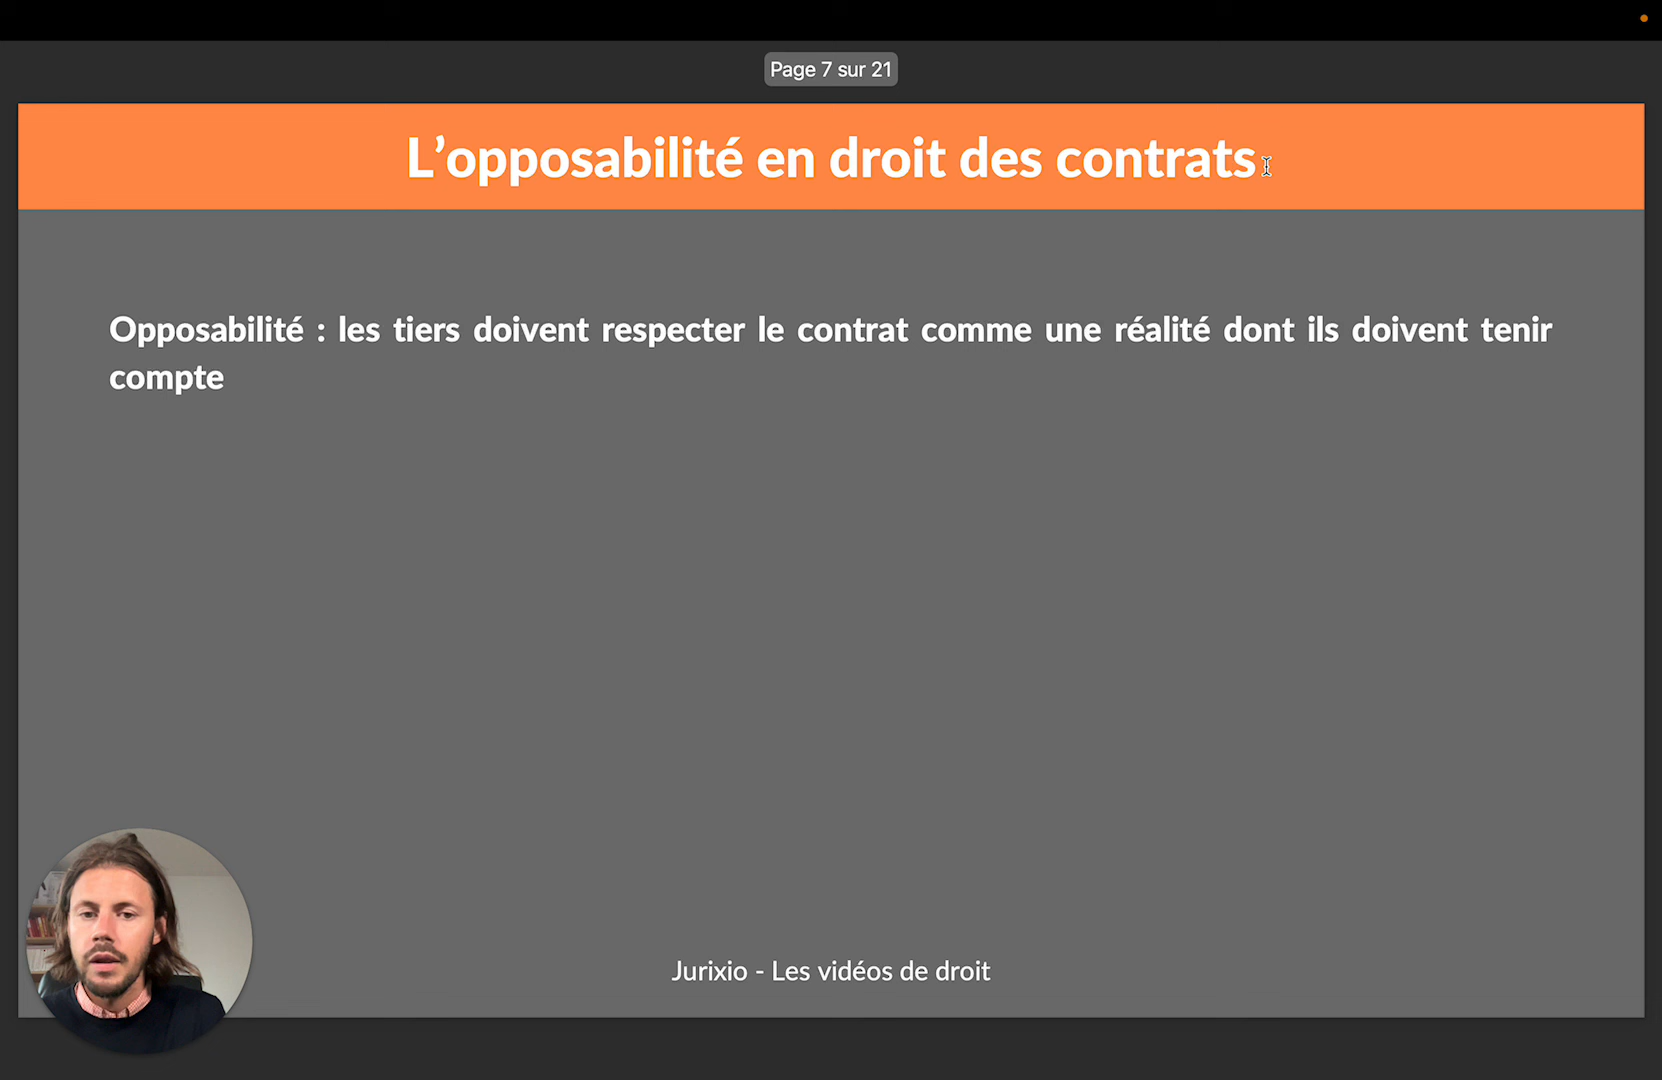 Page 7 sur 21
L’opposabilité en droit des contrats
Opposabilité : les tiers doivent respecter le contrat comme une réalité dont ils doivent tenir
compte
Jurixio - Les vidéos de droit